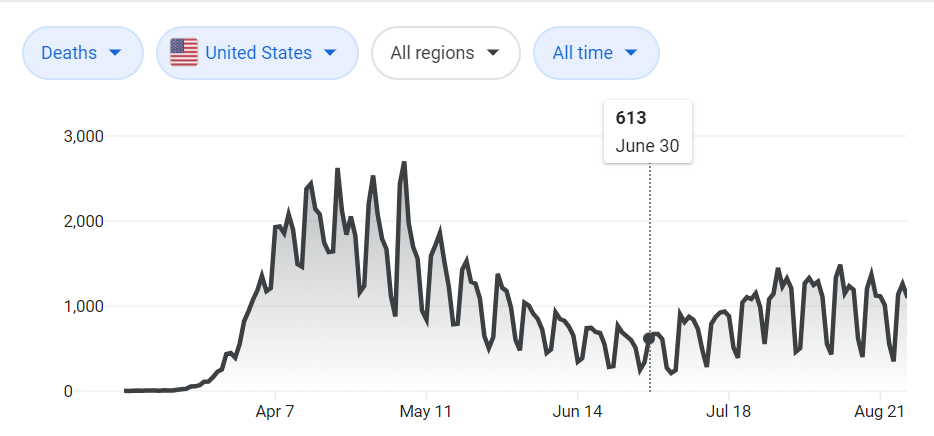 Deaths United States All regions All time
613
June 30
3,000
2,000
1,000
0
Apr 7 May 11 Jun 14 Jul 18 Aug 21